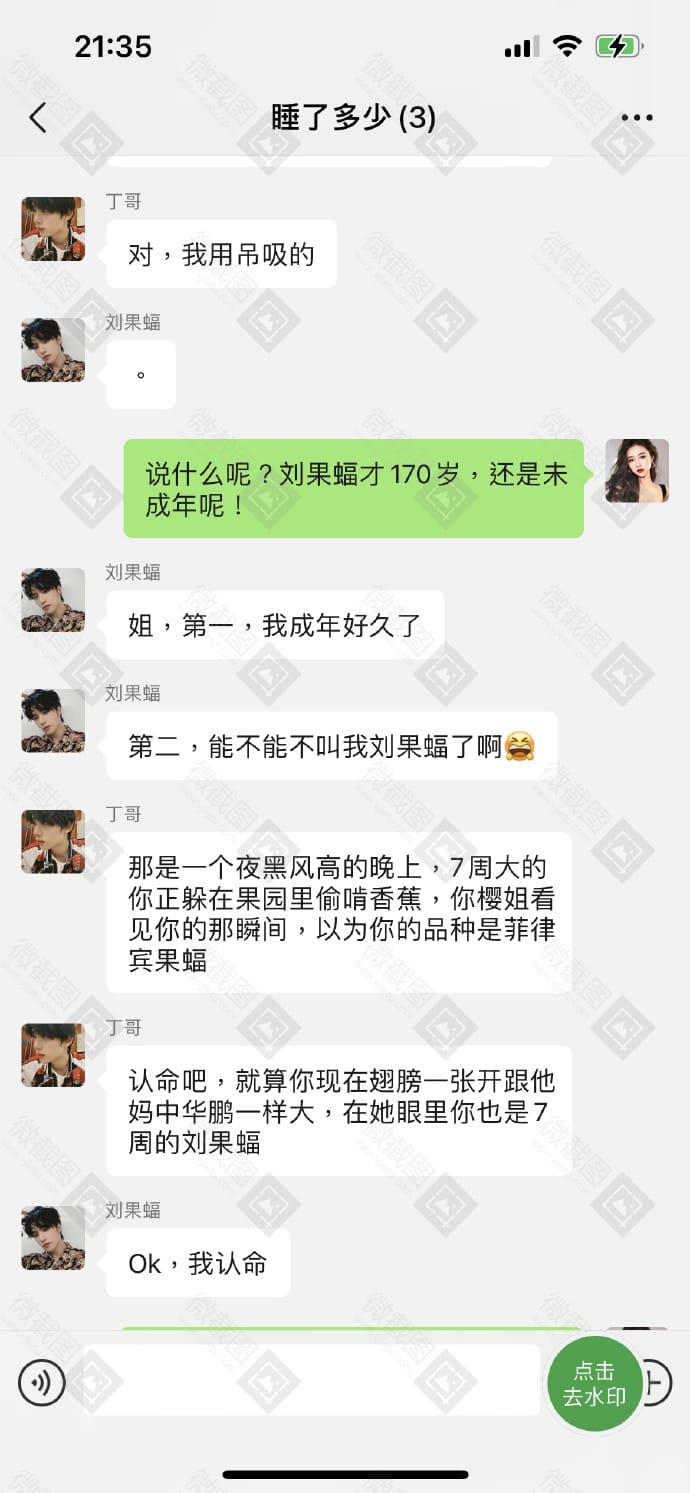 21:35
睡了多少(3)
丁哥
对，我用吊吸的
刘果蝠
。
说什么呢？刘果蝠才170岁，还是未
成年呢！
刘果蝠
姐，第一，我成年好久了
刘果蝠
第二，能不能不叫我刘果蝠了啊😆
丁哥
那是一个夜黑风高的晚上，7周大的
你正躲在果园里偷啃香蕉，你樱姐看
见你的那瞬间，以为你的品种是菲律
宾果蝠
丁哥
认命吧，就算你现在翅膀一张开跟他
妈中华鹏一样大，在她眼里你也是7
周的刘果蝠
刘果蝠
Ok，我认命
点击
去水印
微截图